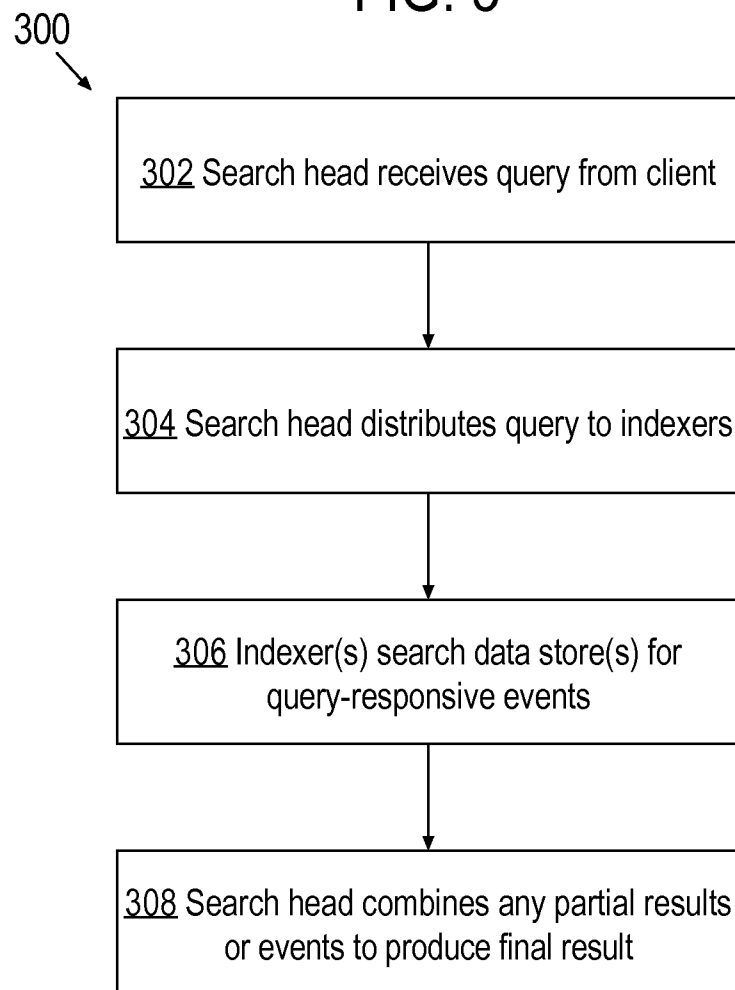 FIG.
300
302 Search head receives query from client
304 Search head distributes query to indexers
306 Indexer(s) search data store(s) for
query-responsive events
308 Search head combines any partial results
or events to produce final result